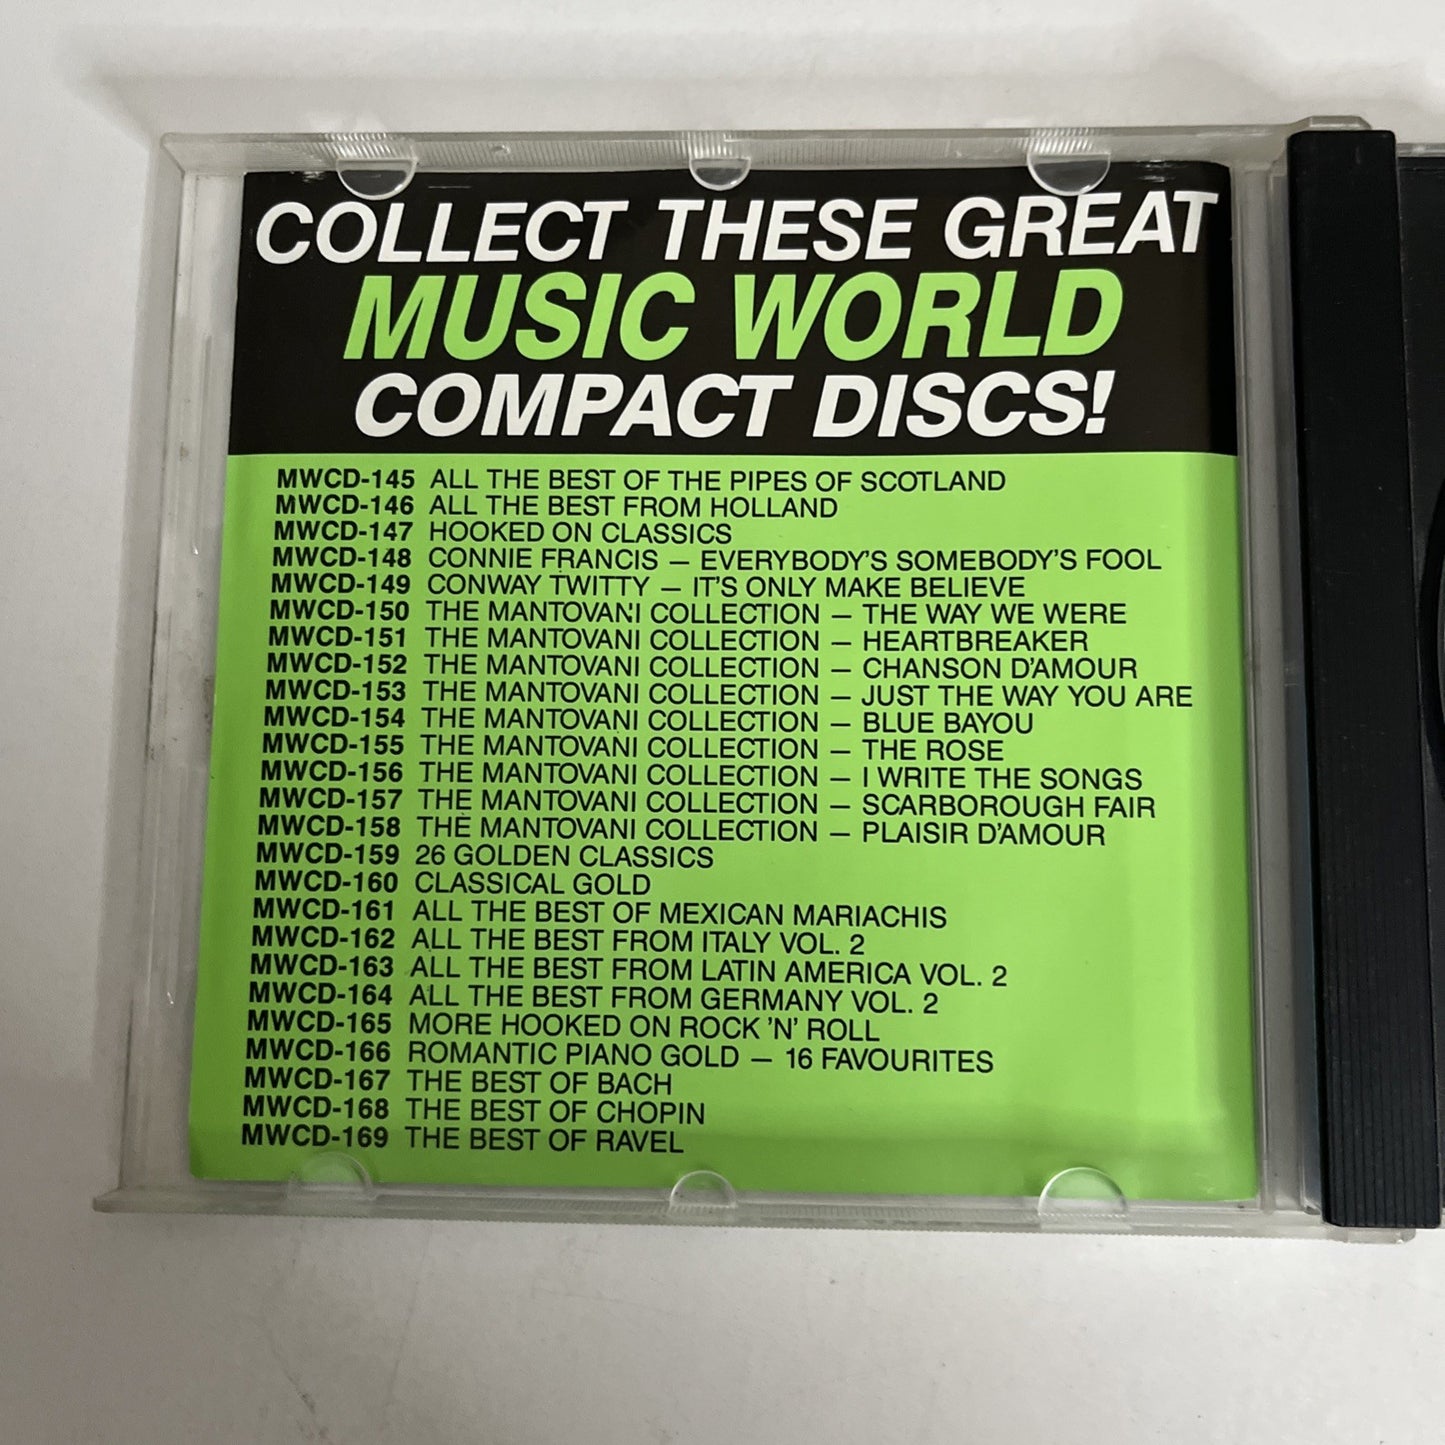 COLLECT THESE GREAT
MUSIC WORLD
COMPACT DISCS!
MWCD-145 ALL THE BEST OF THE PIPES OF SCOTLAND
MWCD-146 ALL THE BEST FROM HOLLAND
MWCD-147 HOOKED ON CLASSICS
MWCD-148 CONNIE FRANCIS — EVERYBODY'S SOMEBODY'S FOOL
MWCD-149 CONWAY TWITTY — IT'S ONLY MAKE BELIEVE
MWCD-150 THE MANTOVANI COLLECTION — THE WAY WE WERE
MWCD-151 THE MANTOVANI COLLECTION — HEARTBREAKER
MWCD-152 THE MANTOVANI COLLECTION — CHANSON D'AMOUR
MWCD-153 THE MANTOVANI COLLECTION — JUST THE WAY YOU ARE
MWCD-154 THE MANTOVANI COLLECTION — BLUE BAYOU
MWCD-155 THE MANTOVANI COLLECTION — THE ROSE
MWCD-156 THE MANTOVANI COLLECTION — I WRITE THE SONGS
MWCD-157 THE MANTOVANI COLLECTION — SCARBOROUGH FAIR
MWCD-158 THE MANTOVANI COLLECTION — PLAISIR D'AMOUR
MWCD-159 26 GOLDEN CLASSICS
MWCD-160 CLASSICAL GOLD
MWCD-161 ALL THE BEST OF MEXICAN MARIACHIS
MWCD-162 ALL THE BEST FROM ITALY VOL. 2
MWCD-163 ALL THE BEST FROM LATIN AMERICA VOL. 2
MWCD-164 ALL THE BEST FROM GERMANY VOL. 2
MWCD-165 MORE HOOKED ON ROCK 'N' ROLL
MWCD-166 ROMANTIC PIANO GOLD — 16 FAVOURITES
MWCD-167 THE BEST OF BACH
MWCD-168 THE BEST OF CHOPIN
MWCD-169 THE BEST OF RAVEL